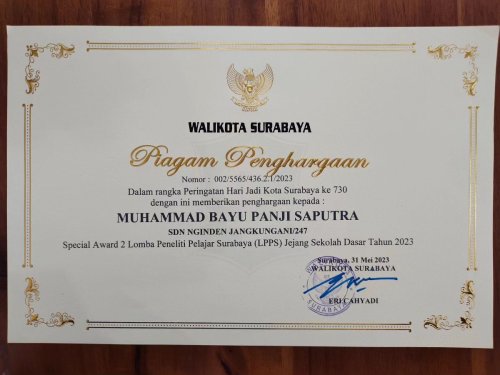 WALIKOTA SURABAYA
Piagam Penghargaan
Nomor : 002/5565/436.2.1/2023
Dalam rangka Peringatan Hari Jadi Kota Surabaya ke 730
dengan ini memberikan penghargaan kepada :
MUHAMMAD BAYU PANJI SAPUTRA
SDN NGINDEN JANGKUNGANI/247
Special Award 2 Lomba Peneliti Pelajar Surabaya (LPPS) Jejang Sekolah Dasar Tahun 2023
Surabaya, 31 Mei 2023
WALIKOTA SURABAYA
SURABAYA
ERI CAHYADI